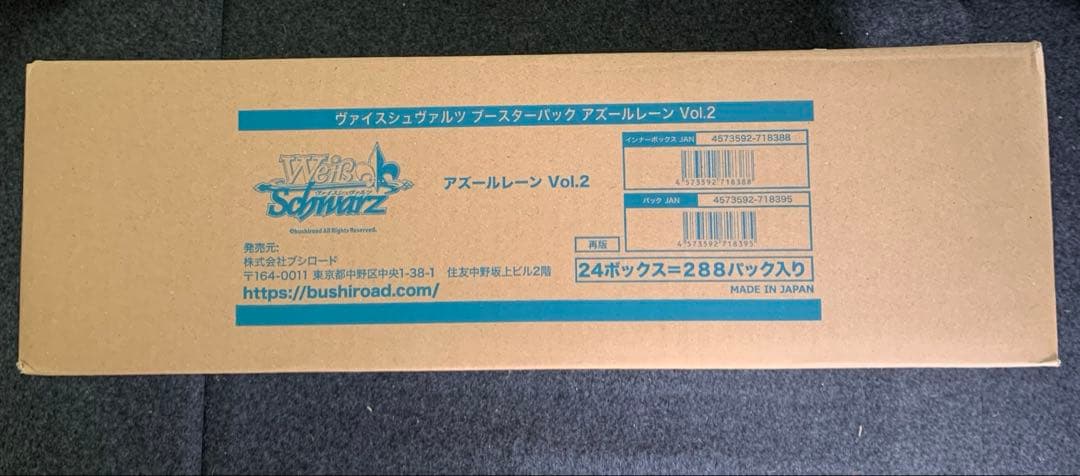 ヴァイスシュヴァルツ ブースターパック アズールレーン Vol.2
Weiß
ヴァイスシュヴァルツ
Schwarz
©bushiroad All Rights Reserved.
アズールレーン Vol.2
インナーボックス JAN 4573592-718388
4 573592 718388
パック JAN 4573592-718395
4 573592 718395
発売元:
株式会社ブシロード
〒164-0011 東京都中野区中央1-38-1 住友中野坂上ビル2階
https://bushiroad.com/
再版
24ボックス=288パック入り
MADE IN JAPAN